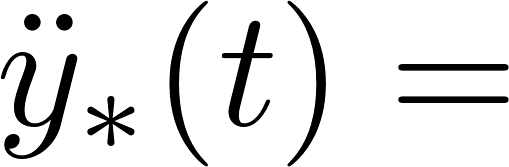 ÿ_*(t) =